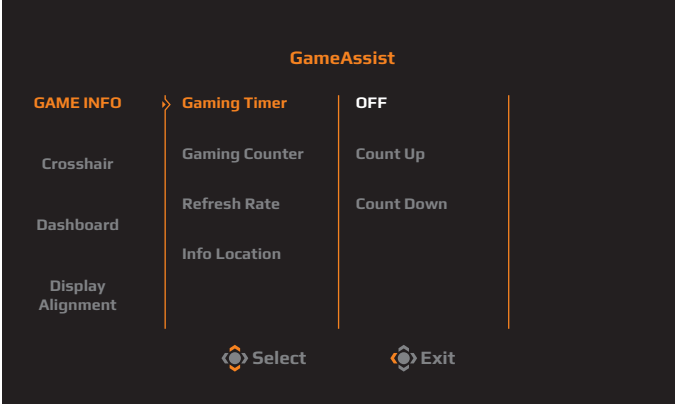 GameAssist
GAME INFO
Crosshair
Dashboard
Display
Alignment
Gaming Timer
Gaming Counter
Refresh Rate
Info Location
OFF
Count Up
Count Down
Select
Exit